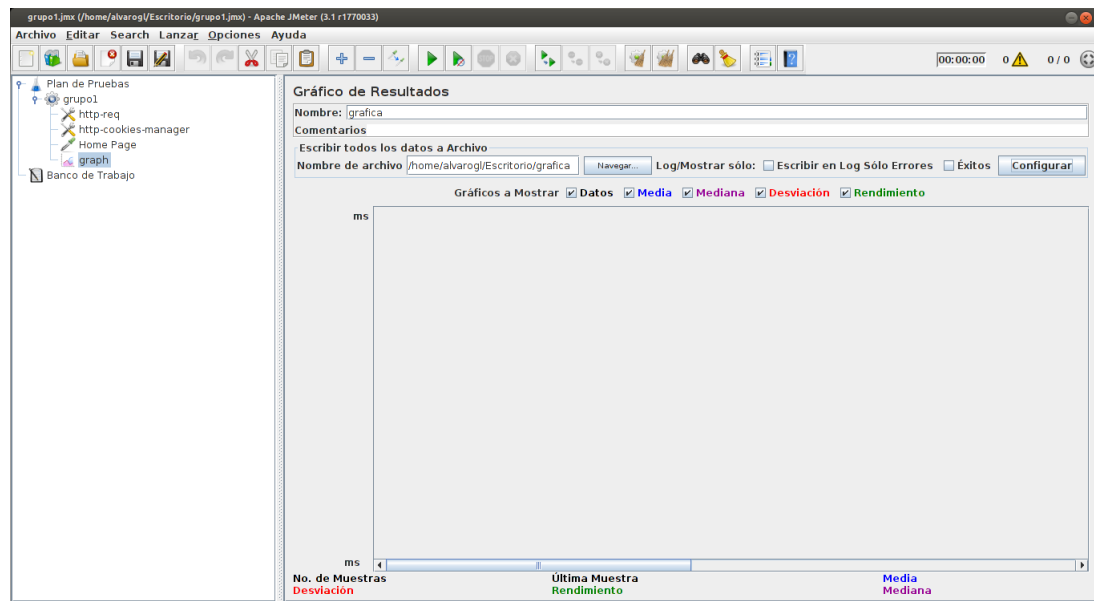 grupo1.jmx (/home/alvarogl/Escritorio/grupo1.jmx) - Apache JMeter (3.1 r1770033)
Archivo Editar Search Lanzar Opciones Ayuda
00:00:00 0 0 / 0
Plan de Pruebas
grupo1
http-req
http-cookies-manager
Home Page
graph
Banco de Trabajo
Gráfico de Resultados
Nombre: grafica
Comentarios
Escribir todos los datos a Archivo
Nombre de archivo /home/alvarogl/Escritorio/grafica Navegar... Log/Mostrar sólo: Escribir en Log Sólo Errores Éxitos Configurar
Gráficos a Mostrar Datos Media Mediana Desviación Rendimiento
ms
ms
No. de Muestras Última Muestra Media
Desviación Rendimiento Mediana